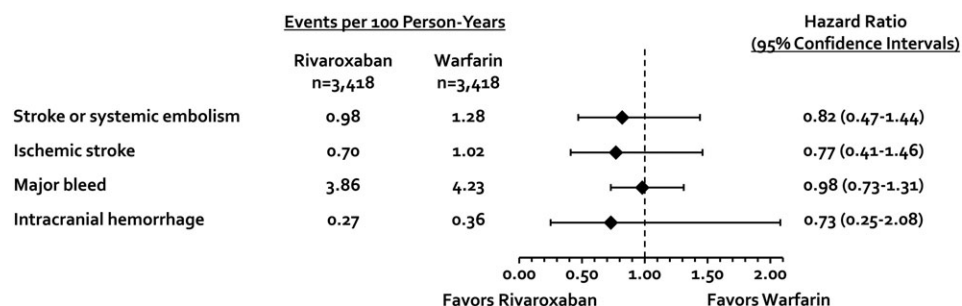 Events per 100 Person-Years Hazard Ratio
(95% Confidence Intervals)
Rivaroxaban Warfarin
n=3,418 n=3,418
Stroke or systemic embolism 0.98 1.28 0.82 (0.47-1.44)
Ischemic stroke 0.70 1.02 0.77 (0.41-1.46)
Major bleed 3.86 4.23 0.98 (0.73-1.31)
Intracranial hemorrhage 0.27 0.36 0.73 (0.25-2.08)
0.00 0.50 1.00 1.50 2.00
Favors Rivaroxaban Favors Warfarin